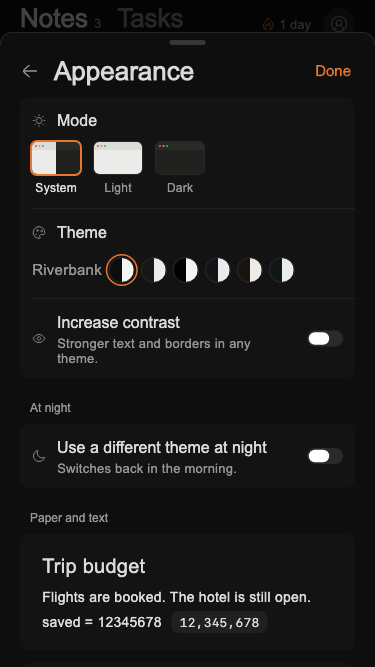 Notes 3 Tasks
1 day
Appearance
Done
Mode
System Light Dark
Theme
Riverbank
Increase contrast
Stronger text and borders in any
theme.
At night
Use a different theme at night
Switches back in the morning.
Paper and text
Trip budget
Flights are booked. The hotel is still open.
saved = 12345678 12,345,678